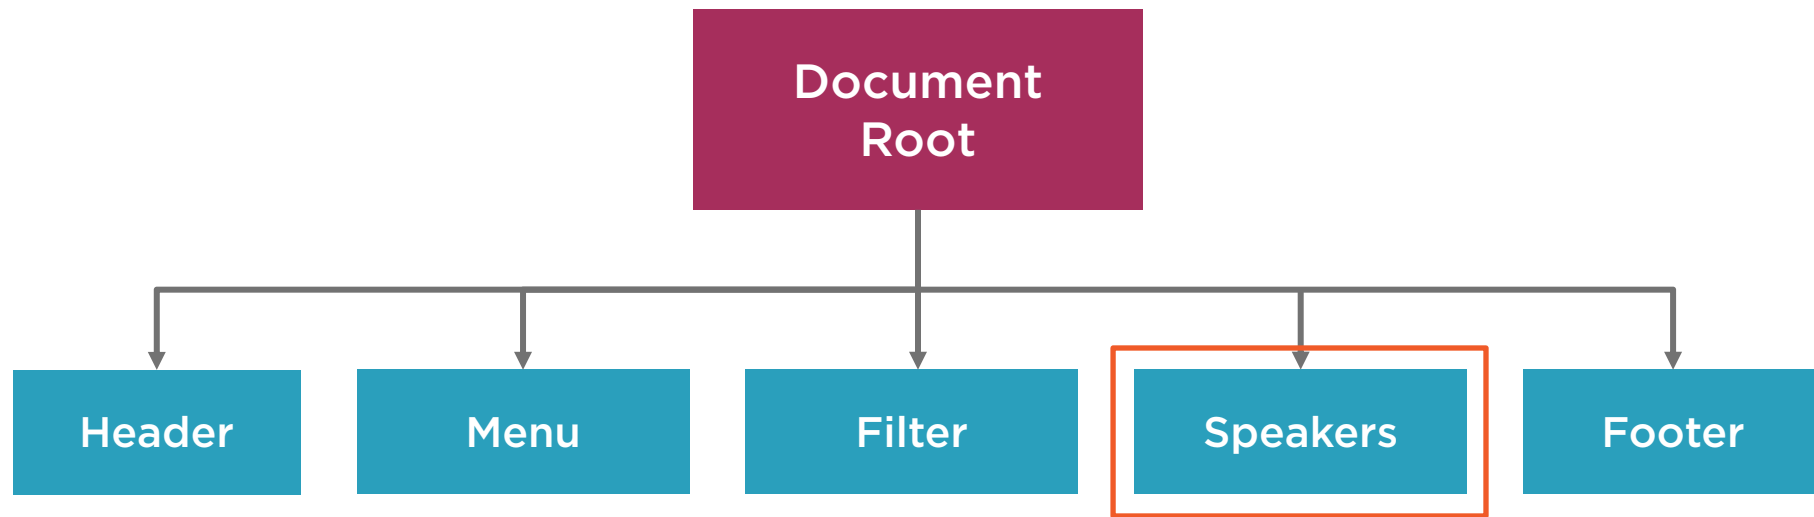 Document
Root
Header
Menu
Filter
Speakers
Footer